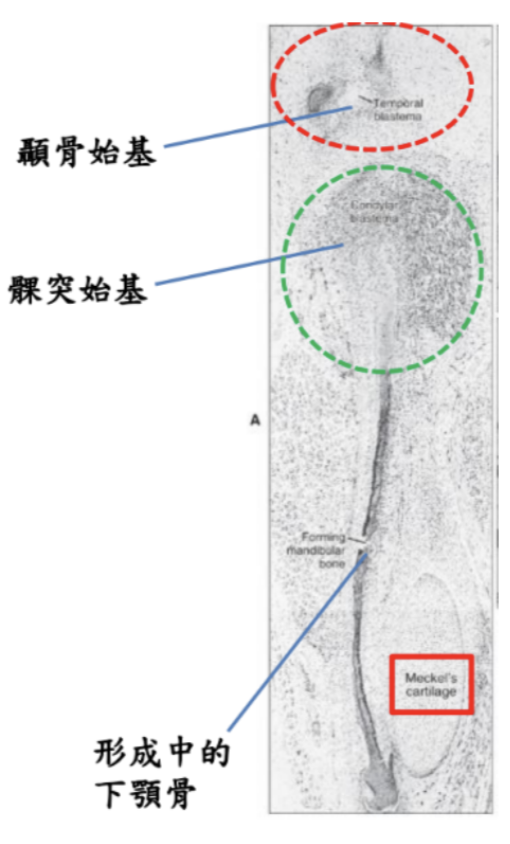 Temporal
blastema
顳骨始基
Condylar
blastema
髁突始基
A
Forming
mandibular
bone
Meckel's
cartilage
形成中的
下顎骨